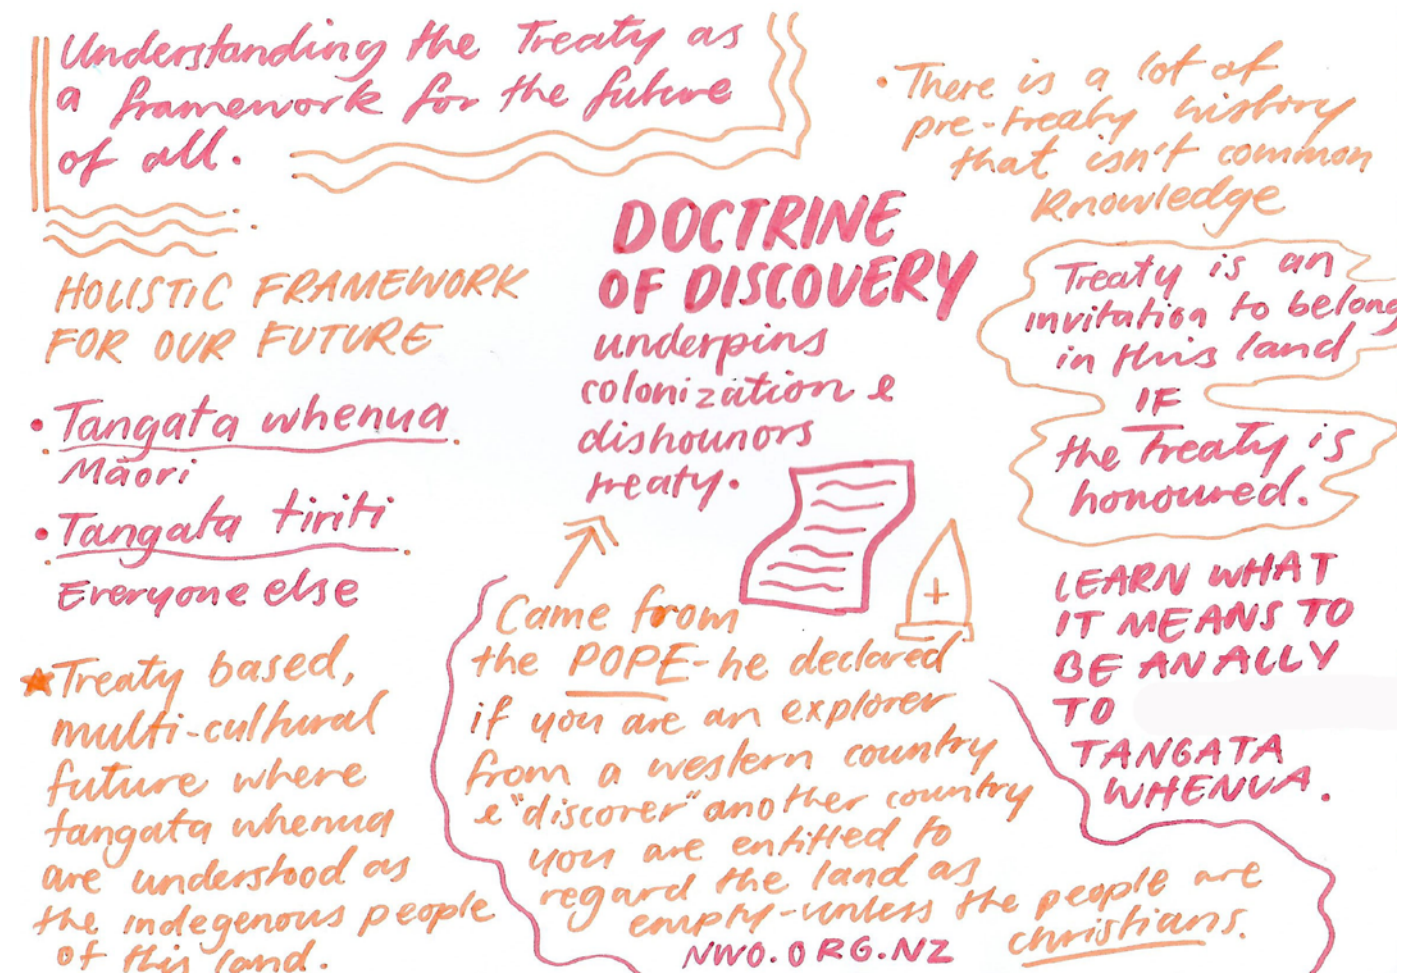 Understanding the Treaty as
a framework for the future
of all.
HOLISTIC FRAMEWORK
FOR OUR FUTURE
• Tangata whenua
Māori
• Tangata tiriti
Everyone else
Treaty based,
multi-cultural
future where
tangata whenua
are understood as
the indegenous people
of this land.
DOCTRINE
OF DISCOVERY
underpins
colonization &
dishounors
treaty.
Came from
the POPE - he declared
if you are an explorer
from a western country
& "discover" another country
you are entitled to
regard the land as
empty - unless the people are
christians.
NWO.ORG.NZ
• There is a lot of
pre-treaty history
that isn't common
knowledge
Treaty is an
invitation to belong
in this land
IF
the Treaty is
honoured.
LEARN WHAT
IT MEANS TO
BE AN ALLY
TO
TANGATA
WHENUA.